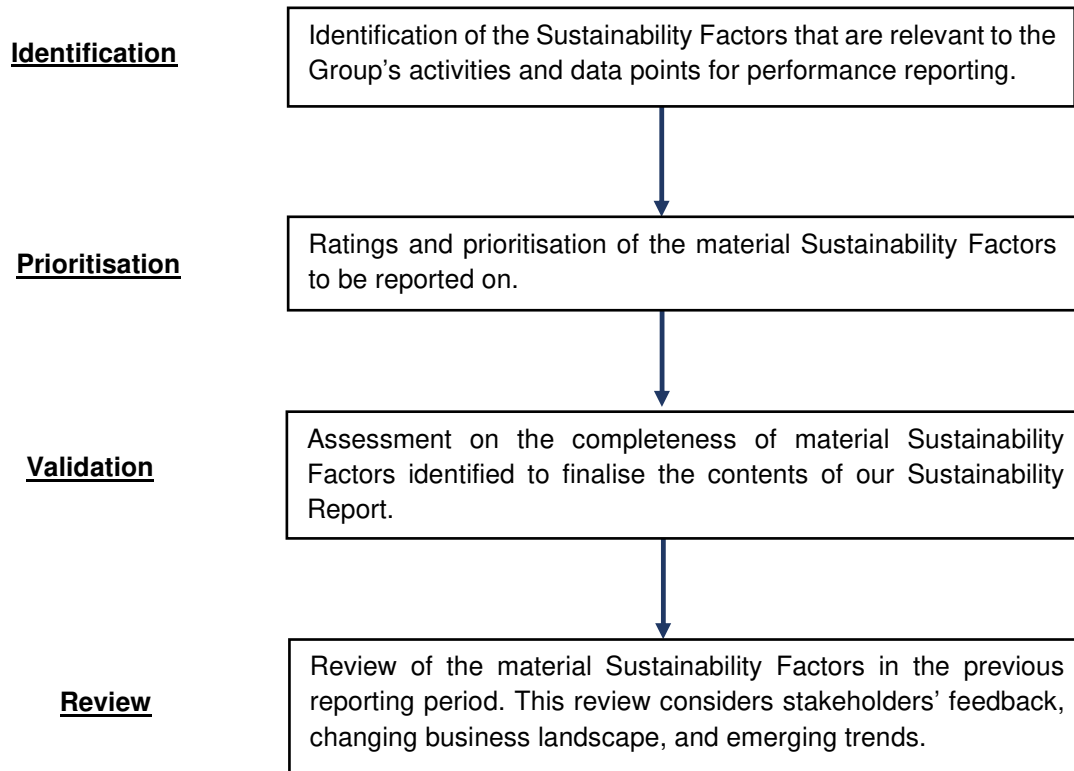 Identification
Identification of the Sustainability Factors that are relevant to the
Group’s activities and data points for performance reporting.
Prioritisation
Ratings and prioritisation of the material Sustainability Factors
to be reported on.
Validation
Assessment on the completeness of material Sustainability
Factors identified to finalise the contents of our Sustainability
Report.
Review
Review of the material Sustainability Factors in the previous
reporting period. This review considers stakeholders’ feedback,
changing business landscape, and emerging trends.